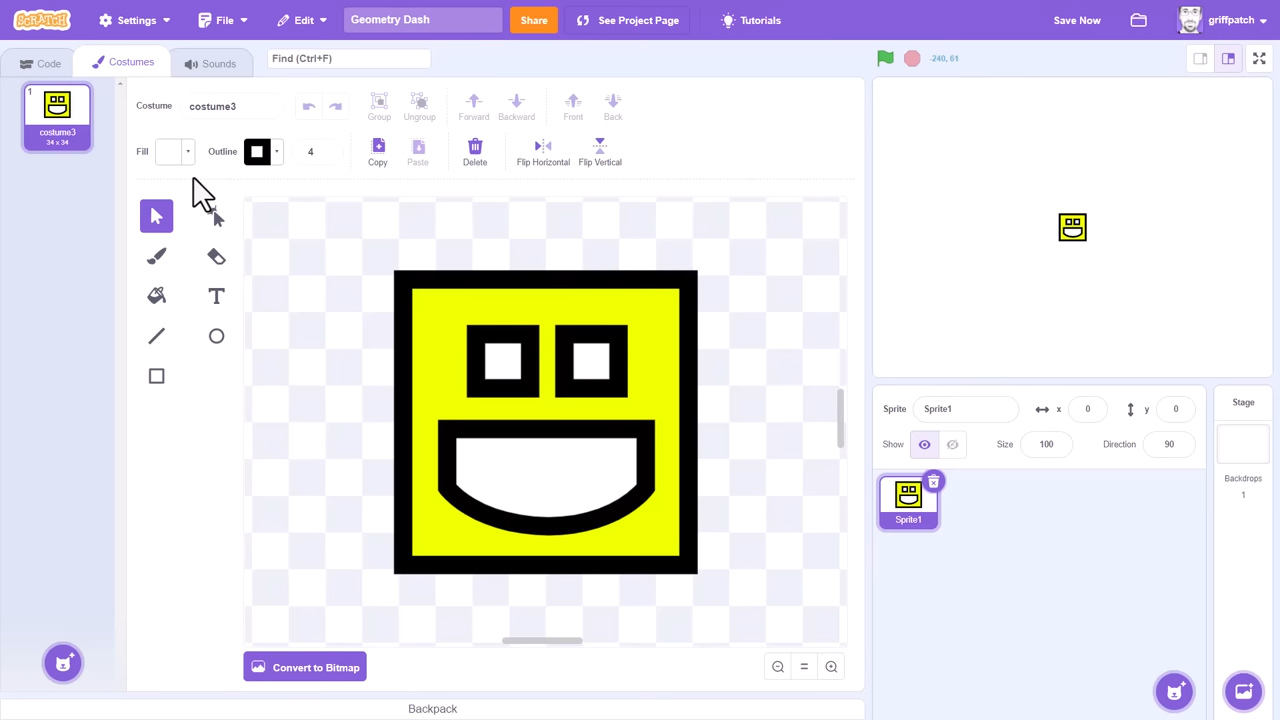 SCRATCH Settings File Edit Geometry Dash Share See Project Page Tutorials Save Now griffpatch
Code Costumes Sounds Find (Ctrl+F) -240, 61
1
costume3
34 x 34
Costume costume3 Group Ungroup Forward Backward Front Back
Fill Outline 4 Copy Paste Delete Flip Horizontal Flip Vertical
T
Convert to Bitmap
Backpack
Sprite Sprite1 x 0 y 0
Show Size 100 Direction 90
Sprite1
Stage
Backdrops
1